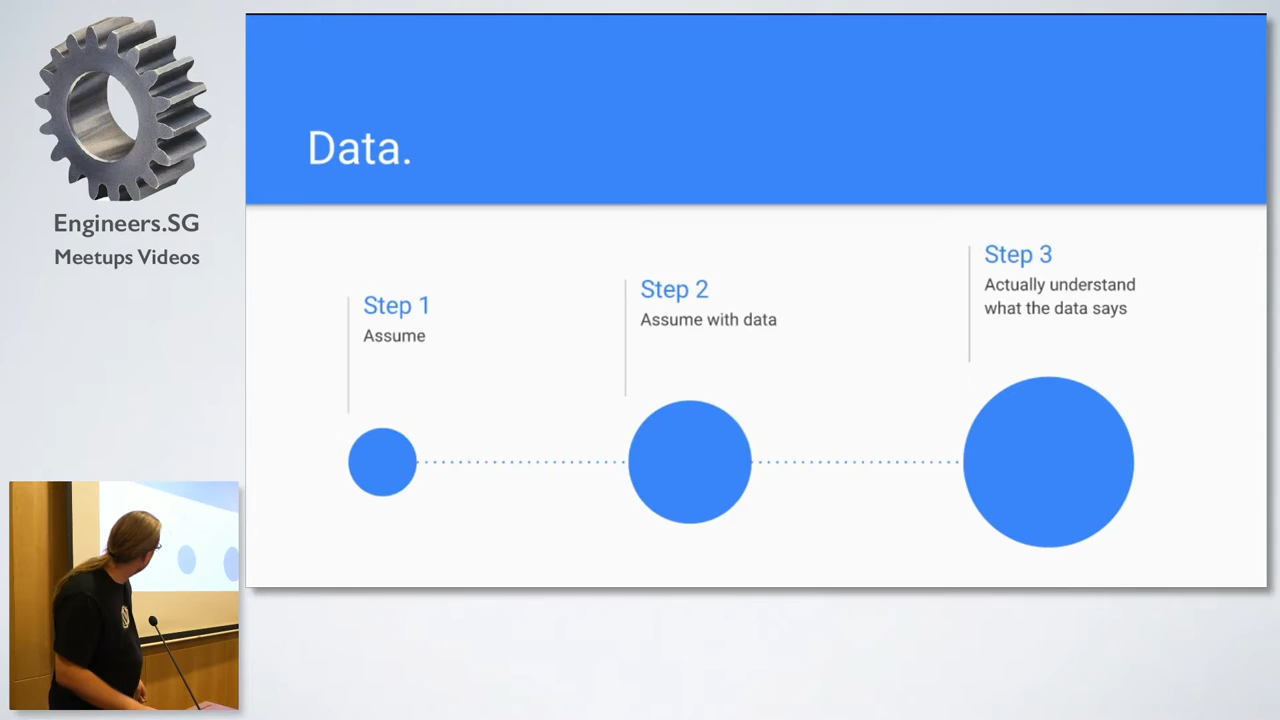 Engineers.SG
Meetups Videos
Data.
Step 1
Assume
Step 2
Assume with data
Step 3
Actually understand
what the data says